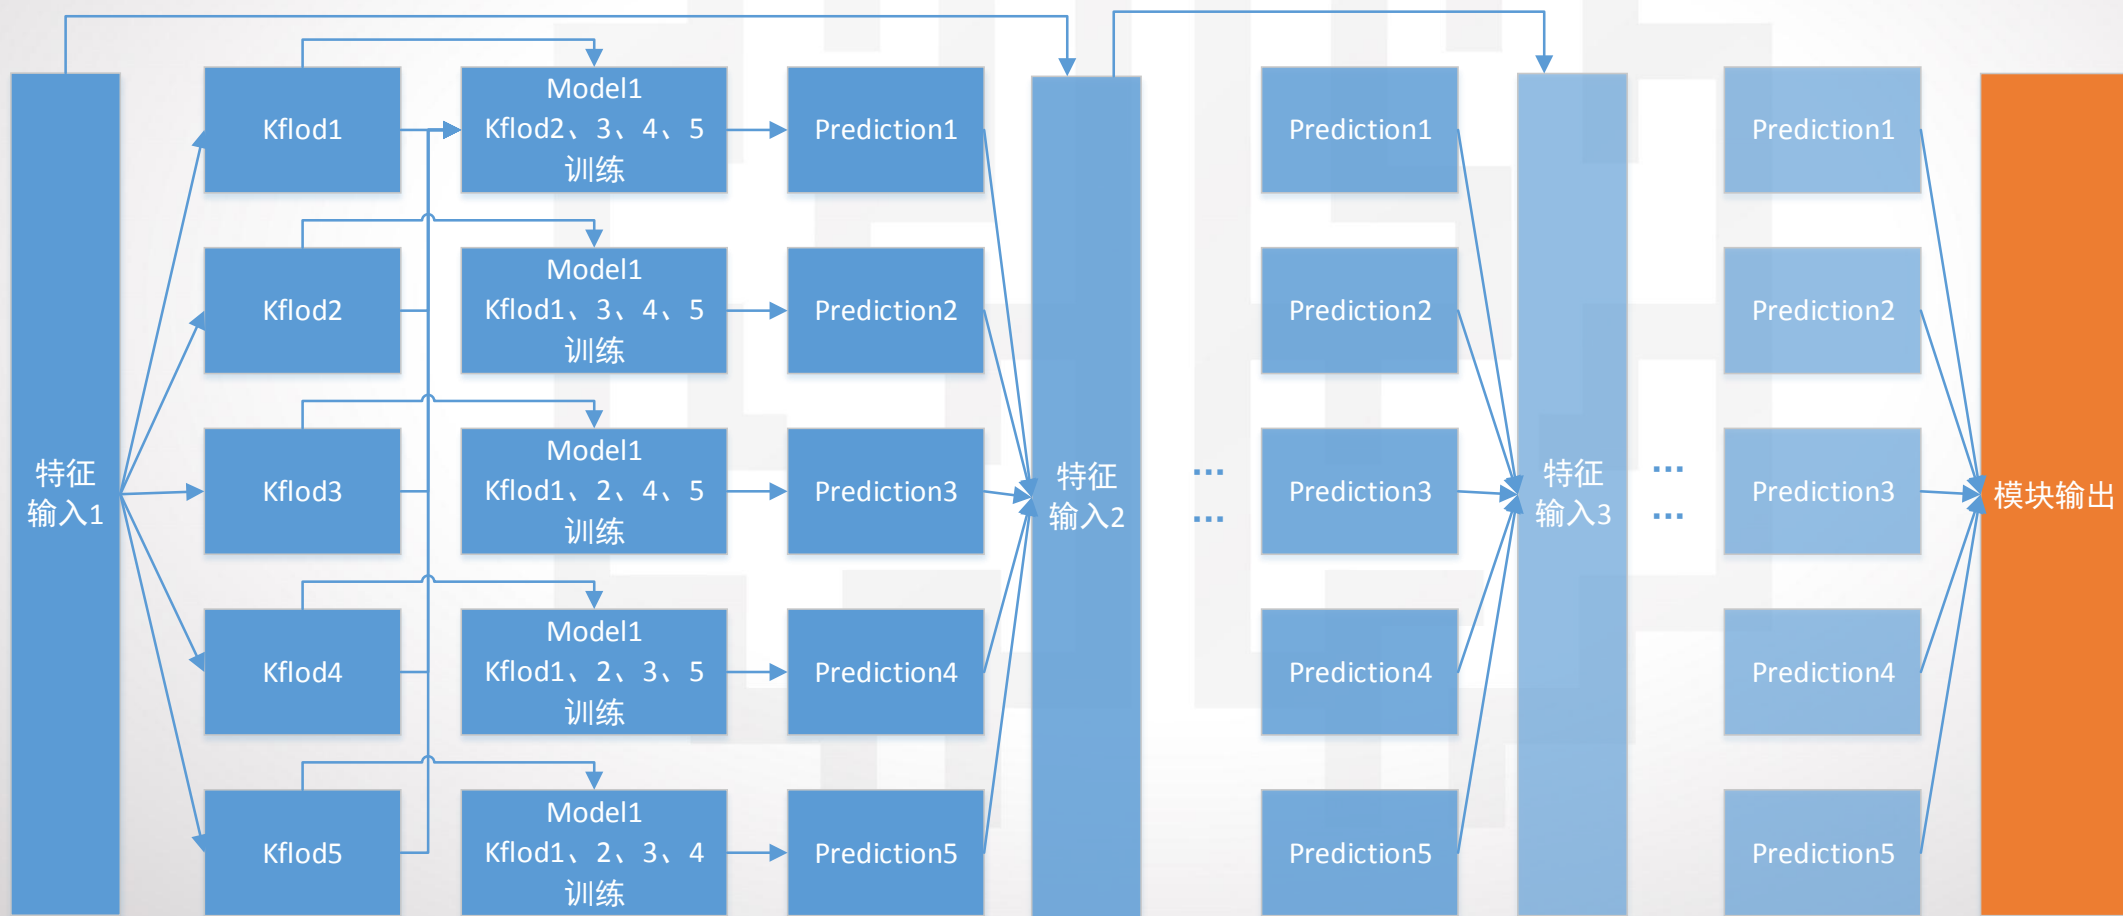 特征
输入1
Kflod1
Kflod2
Kflod3
Kflod4
Kflod5
Model1
Kflod2、3、4、5
训练
Model1
Kflod1、3、4、5
训练
Model1
Kflod1、2、4、5
训练
Model1
Kflod1、2、3、5
训练
Model1
Kflod1、2、3、4
训练
Prediction1
Prediction2
Prediction3
Prediction4
Prediction5
特征
输入2
...
...
Prediction1
Prediction2
Prediction3
Prediction4
Prediction5
特征
输入3
...
...
Prediction1
Prediction2
Prediction3
Prediction4
Prediction5
模块输出